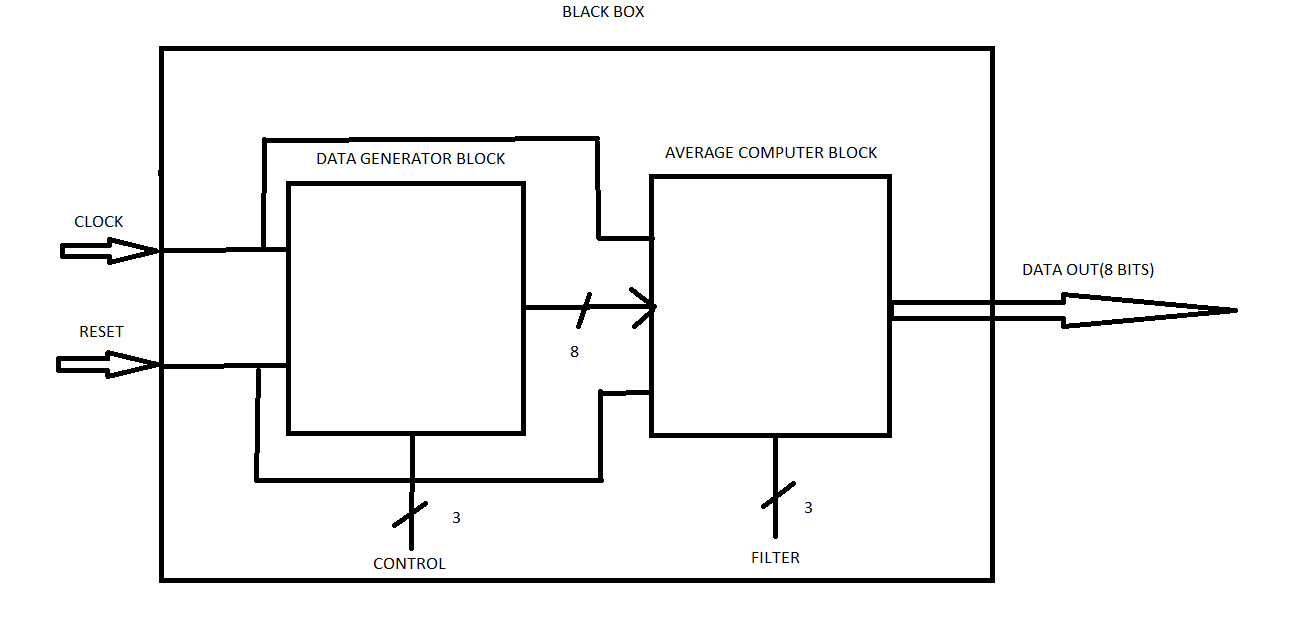 BLACK BOX
DATA GENERATOR BLOCK
AVERAGE COMPUTER BLOCK
CLOCK
DATA OUT(8 BITS)
RESET
8
3
3
CONTROL
FILTER